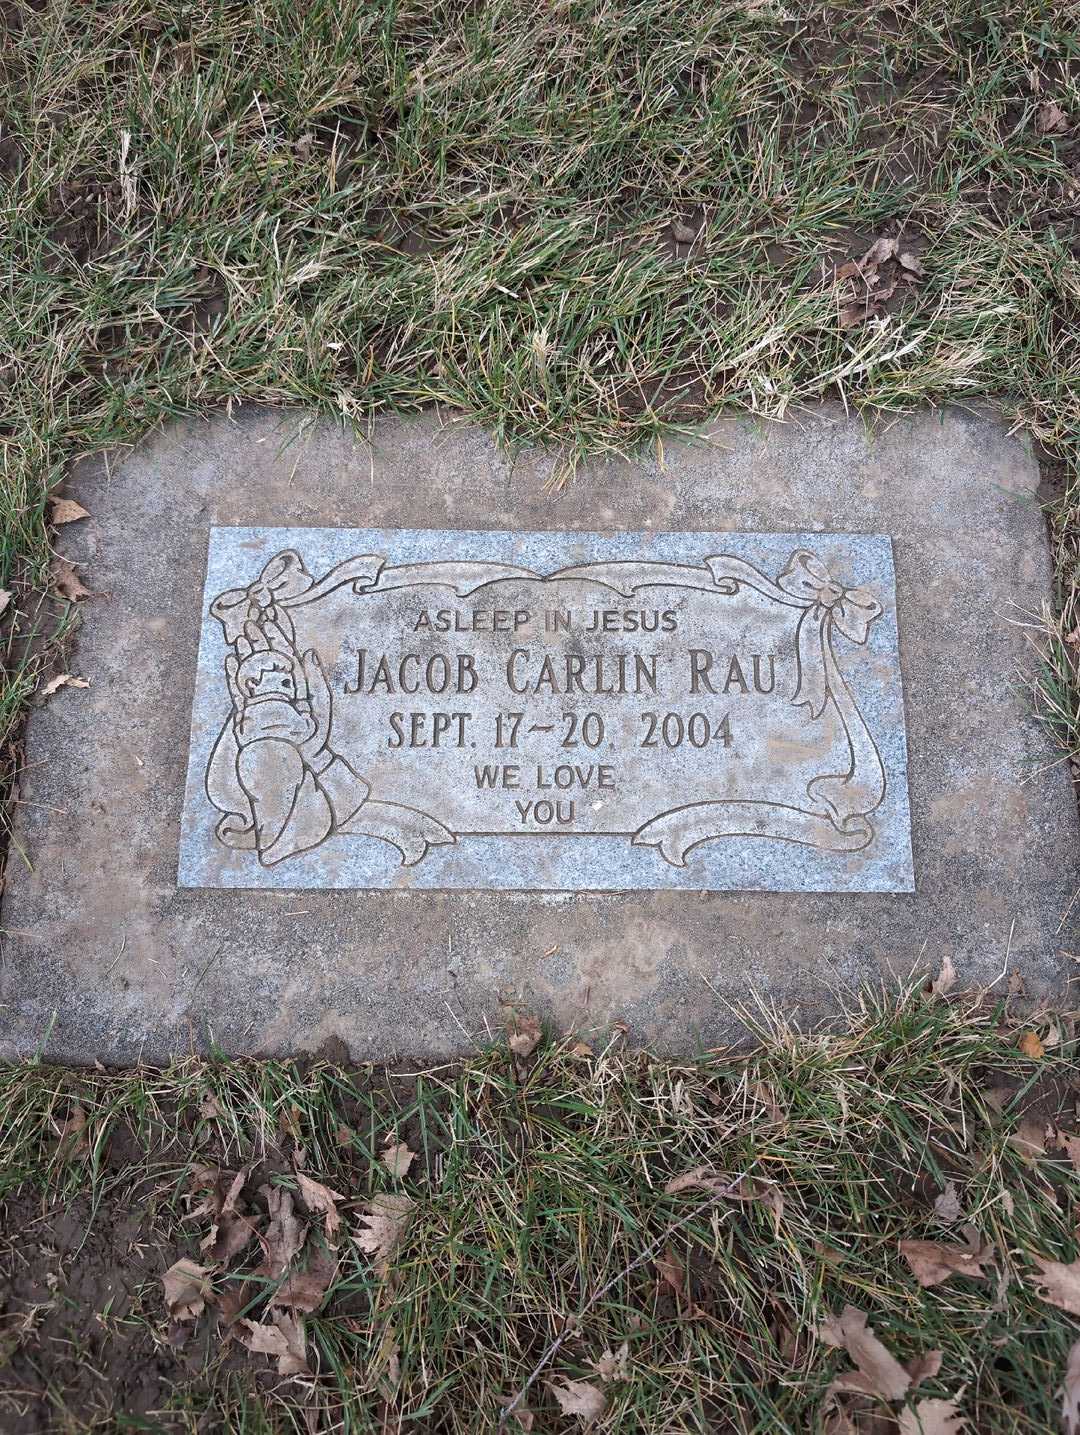 ASLEEP IN JESUS
JACOB CARLIN RAU
SEPT. 17-20, 2004
WE LOVE
YOU